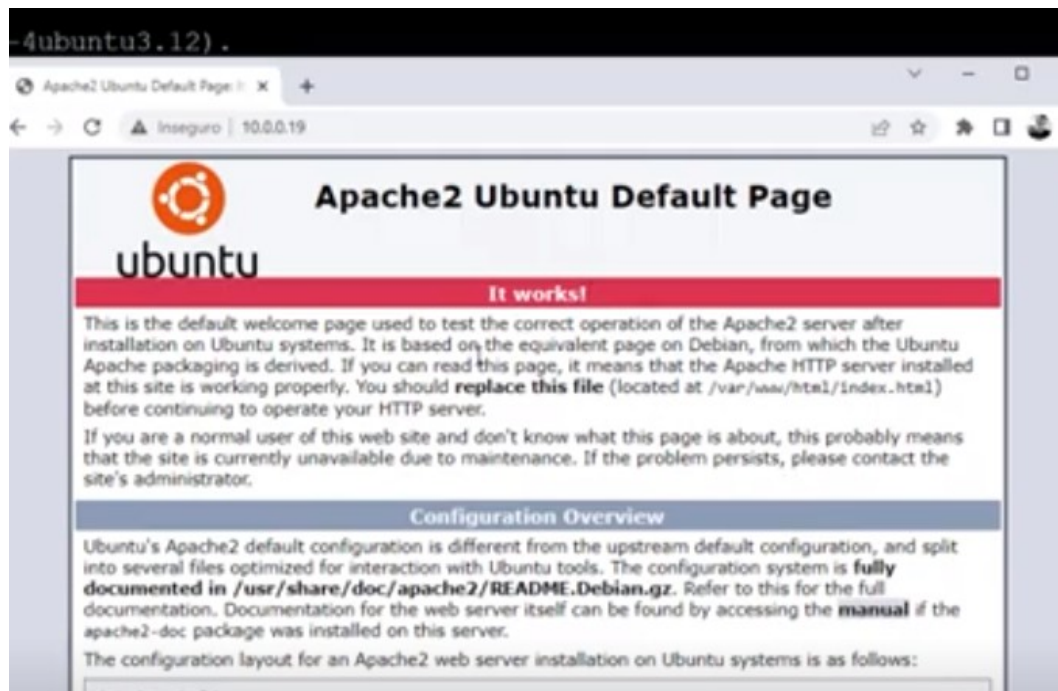 -4ubuntu3.12).
Apache2 Ubuntu Default Page:
Inseguro | 10.0.0.19
ubuntu
Apache2 Ubuntu Default Page
It works!
This is the default welcome page used to test the correct operation of the Apache2 server after
installation on Ubuntu systems. It is based on the equivalent page on Debian, from which the Ubuntu
Apache packaging is derived. If you can read this page, it means that the Apache HTTP server installed
at this site is working properly. You should replace this file (located at /var/www/html/index.html)
before continuing to operate your HTTP server.
If you are a normal user of this web site and don't know what this page is about, this probably means
that the site is currently unavailable due to maintenance. If the problem persists, please contact the
site's administrator.
Configuration Overview
Ubuntu's Apache2 default configuration is different from the upstream default configuration, and split
into several files optimized for interaction with Ubuntu tools. The configuration system is fully
documented in /usr/share/doc/apache2/README.Debian.gz. Refer to this for the full
documentation. Documentation for the web server itself can be found by accessing the manual if the
apache2-doc package was installed on this server.
The configuration layout for an Apache2 web server installation on Ubuntu systems is as follows: